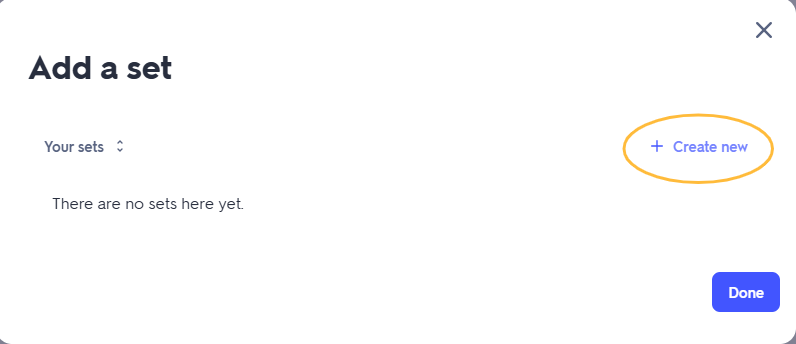 Add a set
Your sets
+ Create new
There are no sets here yet.
Done